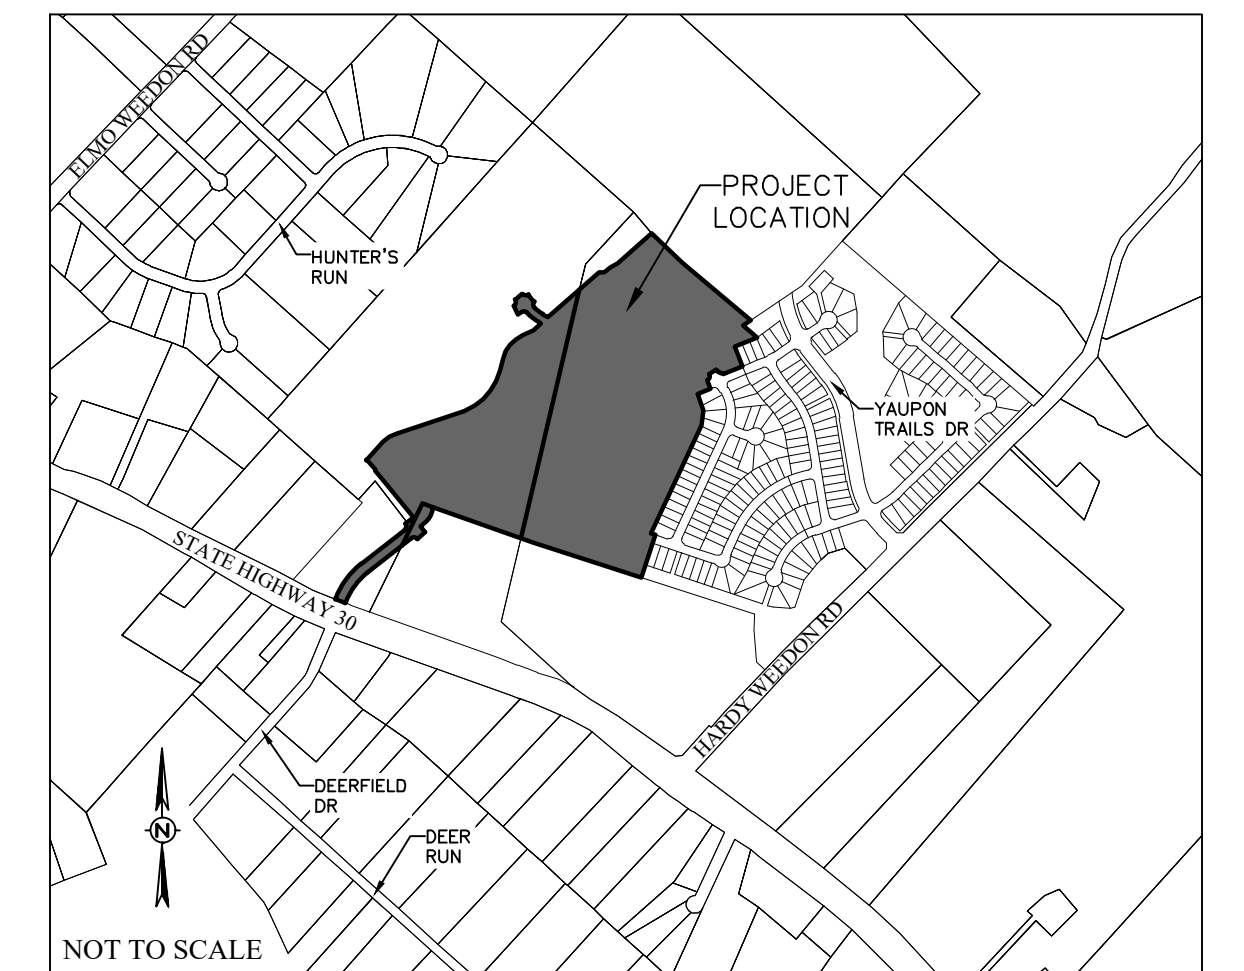 ELMO WEEDON RD
PROJECT
LOCATION
HUNTER'S
RUN
YAUPON
TRAILS DR
STATE HIGHWAY 30
HARDY WEEDON RD
DEERFIELD
DR
DEER
RUN
N
NOT TO SCALE